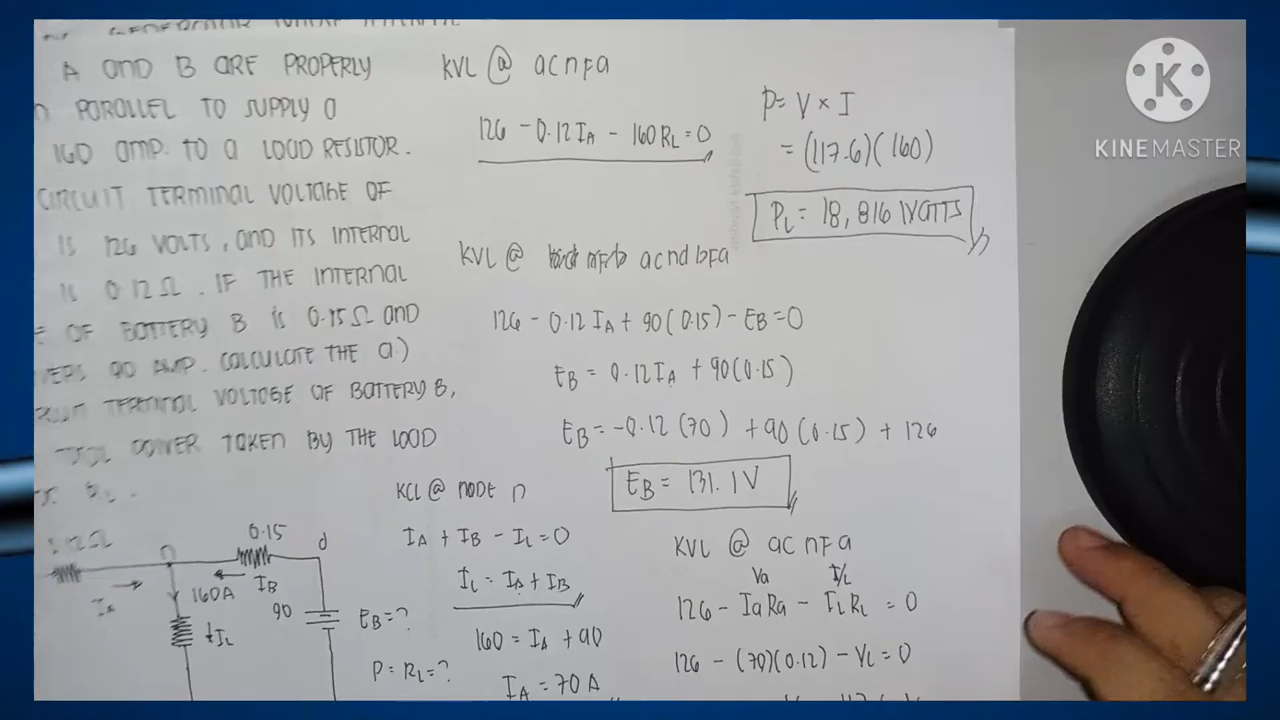 A AND B ARE PROPERLY
PARALLEL TO SUPPLY A
160 AMP. TO A LOAD RESISTOR.
CIRCUIT TERMINAL VOLTAGE OF
IS 126 VOLTS, AND ITS INTERNAL
IS 0.12Ω. IF THE INTERNAL
OF BATTERY B IS 0.15Ω AND
90 AMP. CALCULATE THE A.)
TERMINAL VOLTAGE OF BATTERY B,
POWER TAKEN BY THE LOAD
KVL @ acnfa
126 - 0.12 IA - 160 RL = 0
P = V x I
= (117.6)(160)
PL = 18,816 WATTS
KINEMASTER
KVL @ acndbfa
126 - 0.12 IA + 90(0.15) - EB = 0
EB = 0.12 IA + 90(0.15)
EB = -0.12 (70) + 90 (0.15) + 126
EB = 131.1V
KCL @ NODE n
IA + IB - IL = 0
IL = IA + IB
160 = IA + 90
IA = 70A
KVL @ acnfa
Va
126 - IaRa - ILRL = 0
126 - (70)(0.12) - VL = 0
n
0.15
d
IB
160A
IL
90
EB = ?
P = RL = ?